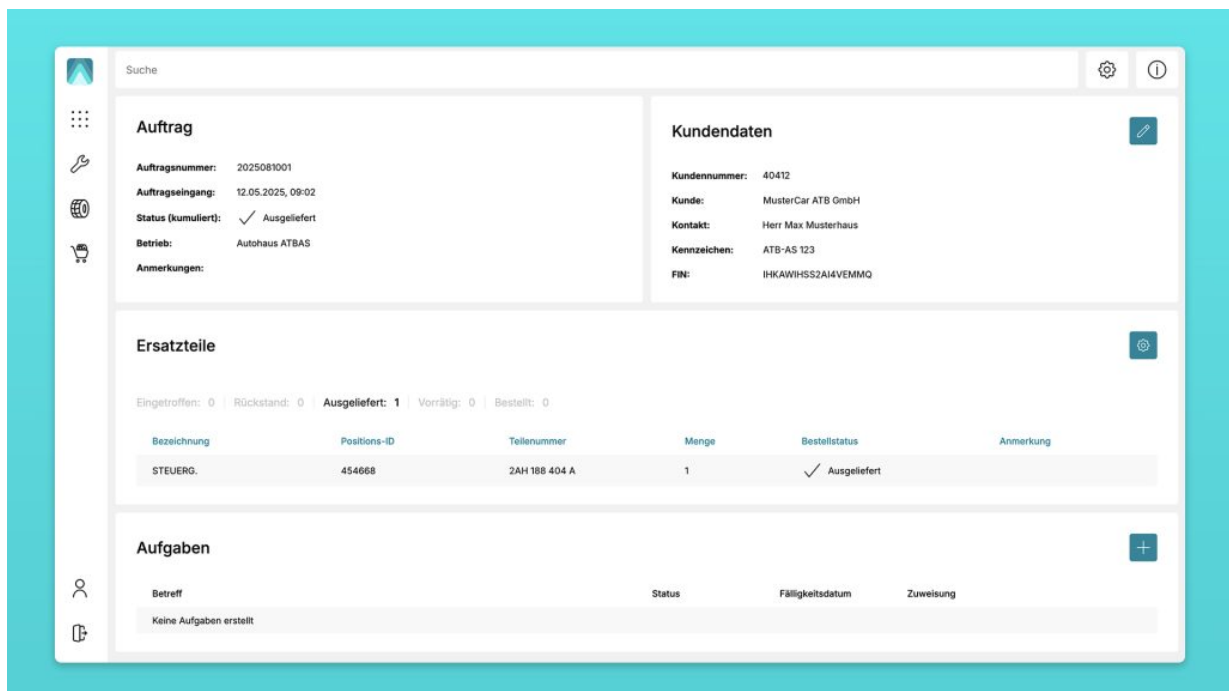 Suche
Auftrag
Auftragsnummer: 2025081001
Auftragseingang: 12.05.2025, 09:02
Status (kumuliert): Ausgeliefert
Betrieb: Autohaus ATBAS
Anmerkungen:
Kundendaten
Kundennummer: 40412
Kunde: MusterCar ATB GmbH
Kontakt: Herr Max Musterhaus
Kennzeichen: ATB-AS 123
FIN: IHKAWIHSS2AI4VEMMQ
Ersatzteile
Eingetroffen: 0 Rückstand: 0 Ausgeliefert: 1 Vorrätig: 0 Bestellt: 0
Bezeichnung Positions-ID Teilenummer Menge Bestellstatus Anmerkung
STEUERG. 454668 2AH 188 404 A 1 Ausgeliefert
Aufgaben
Betreff Status Fälligkeitsdatum Zuweisung
Keine Aufgaben erstellt